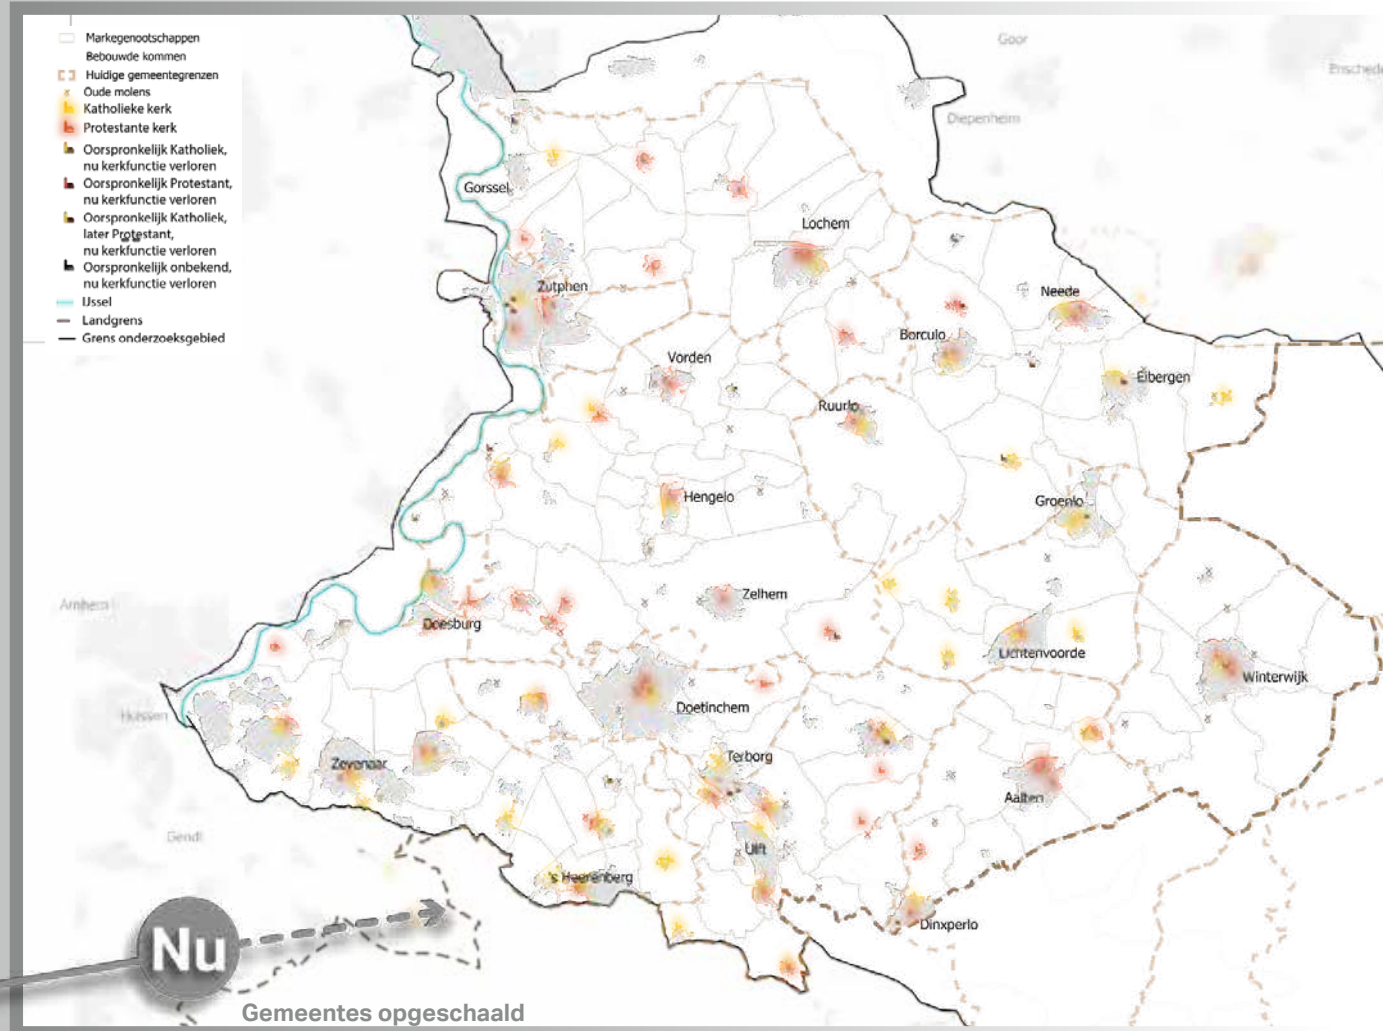 Markegenootschappen
Bebouwde kommen
Huidige gemeentegrenzen
Oude molens
Katholieke kerk
Protestante kerk
Oorspronkelijk Katholiek,
nu kerkfunctie verloren
Oorspronkelijk Protestant,
nu kerkfunctie verloren
Oorspronkelijk Katholiek,
later Protestant,
nu kerkfunctie verloren
Oorspronkelijk onbekend,
nu kerkfunctie verloren
IJssel
Landgrens
Grens onderzoeksgebied
Goor
Enschede
Diepenheim
Gorssel
Lochem
Zutphen
Neede
Borculo
Vorden
Eibergen
Ruurlo
Hengelo
Groenlo
Arnhem
Zelhem
Doesburg
Lichtenvoorde
Winterwijk
Huissen
Doetinchem
Terborg
Zevenaar
Aalten
Gendt
Ulft
's Heerenberg
Dinxperlo
Nu
Gemeentes opgeschaald